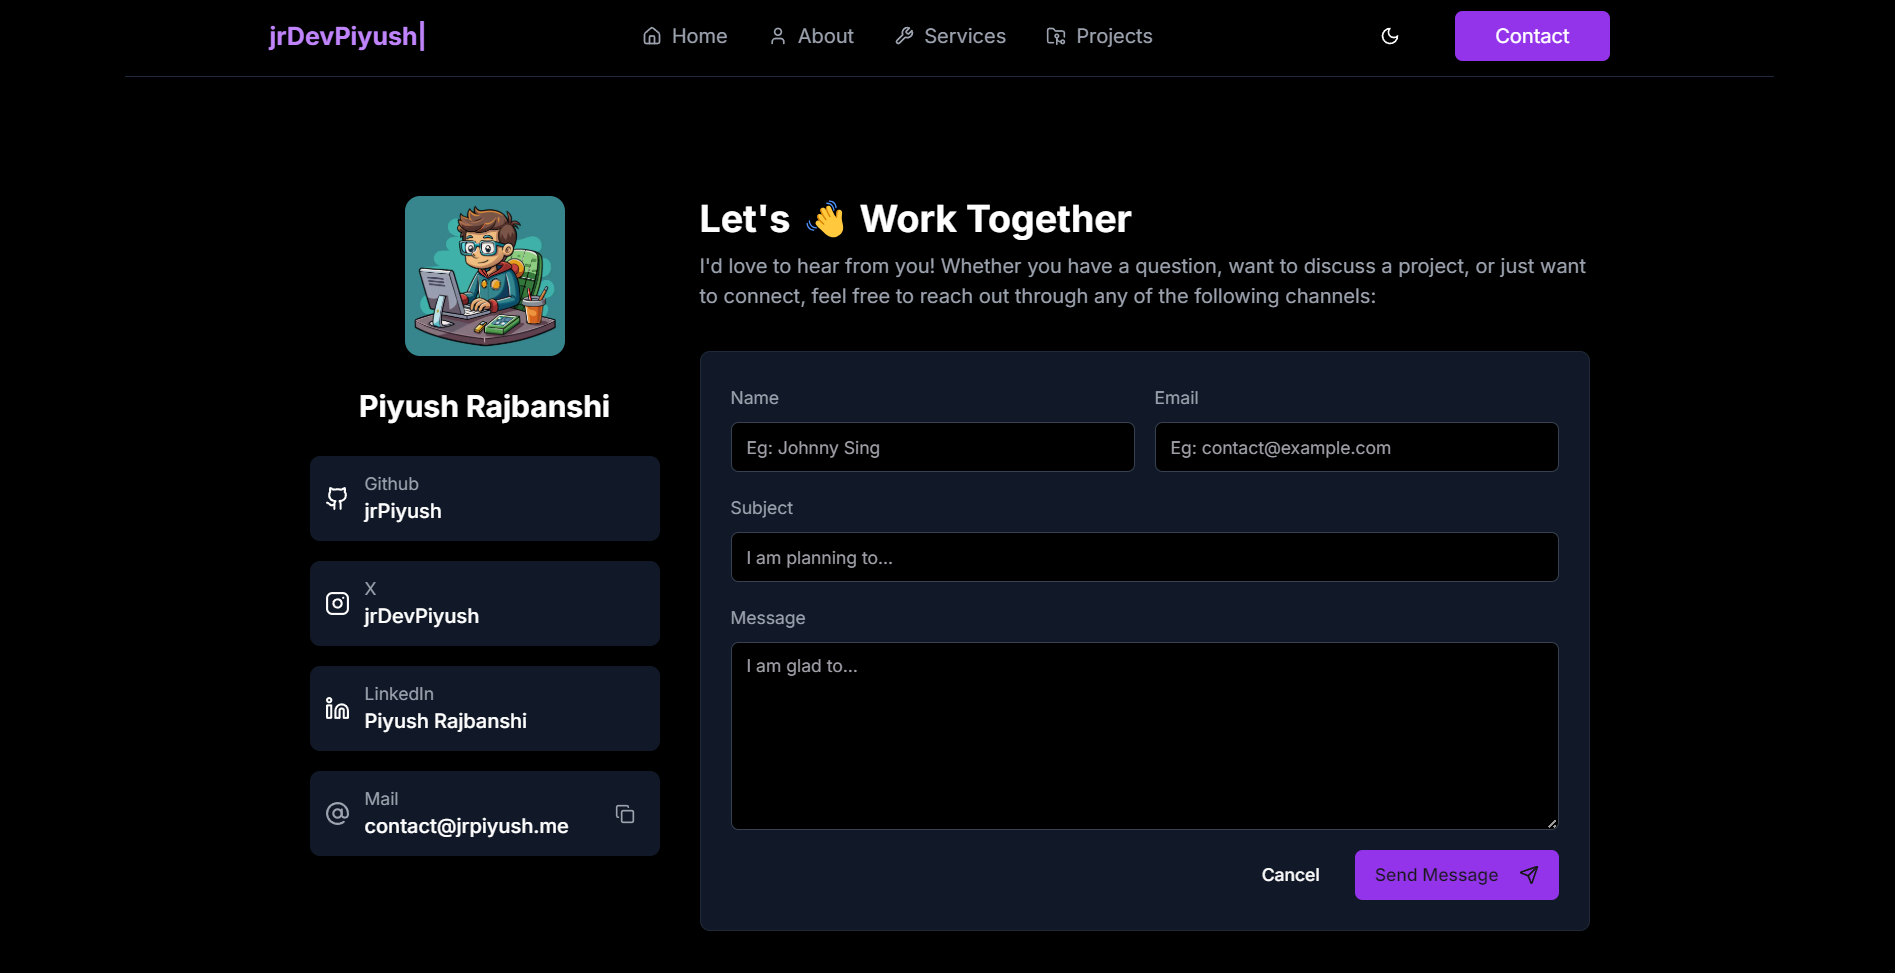 jrDevPiyush|
Home
About
Services
Projects
Contact
Piyush Rajbanshi
Github
jrPiyush
X
jrDevPiyush
LinkedIn
Piyush Rajbanshi
Mail
contact@jrpiyush.me
Let's 👋 Work Together
I'd love to hear from you! Whether you have a question, want to discuss a project, or just want
to connect, feel free to reach out through any of the following channels:
Name
Eg: Johnny Sing
Email
Eg: contact@example.com
Subject
I am planning to...
Message
I am glad to...
Cancel
Send Message